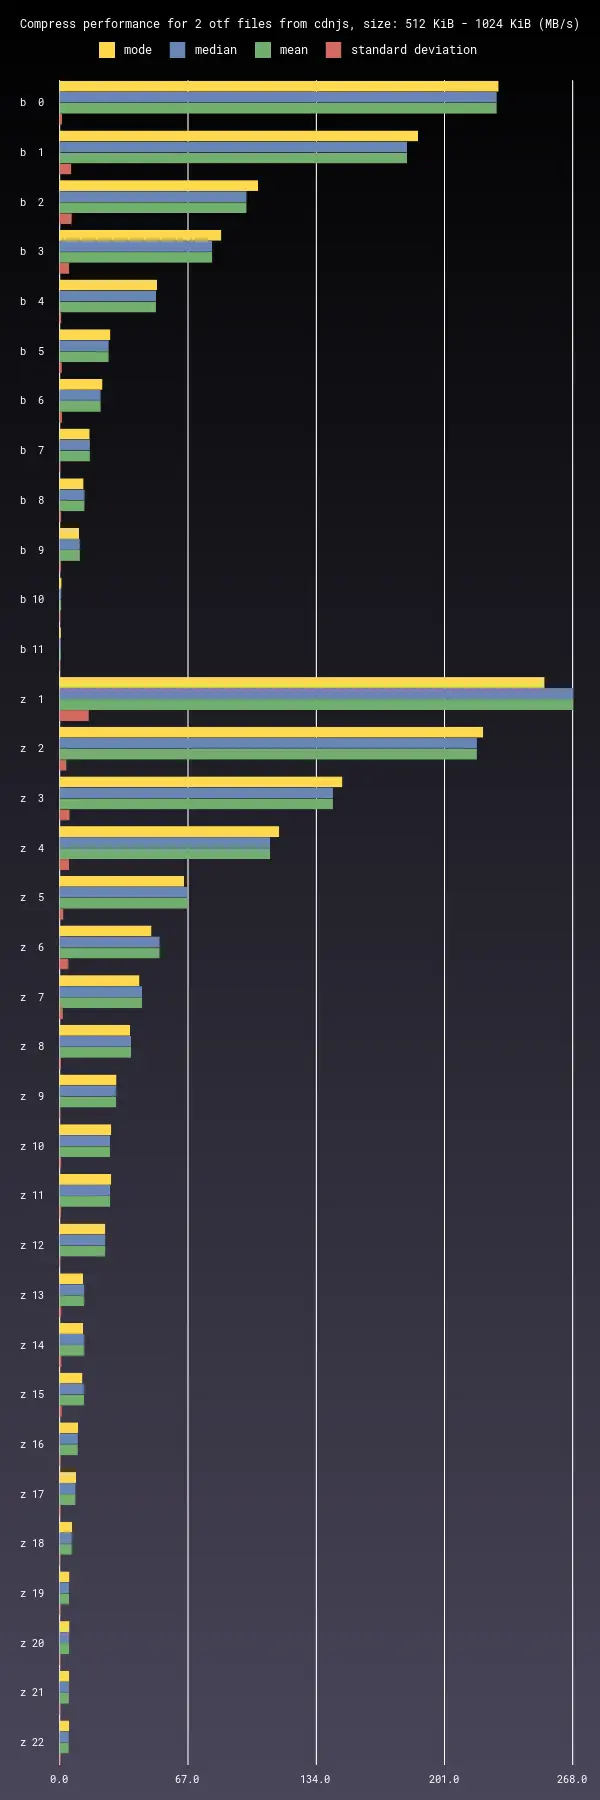 Compress performance for 2 otf files from cdnjs, size: 512 KiB - 1024 KiB (MB/s)
mode median mean standard deviation
b 0
b 1
b 2
b 3
b 4
b 5
b 6
b 7
b 8
b 9
b 10
b 11
z 1
z 2
z 3
z 4
z 5
z 6
z 7
z 8
z 9
z 10
z 11
z 12
z 13
z 14
z 15
z 16
z 17
z 18
z 19
z 20
z 21
z 22
0.0 67.0 134.0 201.0 268.0